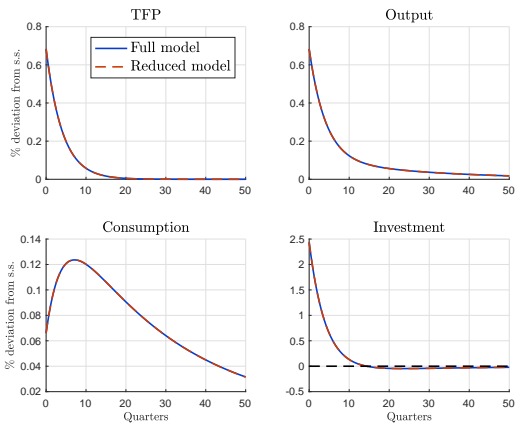 TFP
Output
0.8
0.6
0.4
0.2
0
% deviation from s.s.
Full model
Reduced model
0 10 20 30 40 50
0.8
0.6
0.4
0.2
0
0 10 20 30 40 50
Consumption
Investment
0.14
0.12
0.1
0.08
0.06
0.04
0.02
% deviation from s.s.
0 10 20 30 40 50
Quarters
2.5
2
1.5
1
0.5
0
-0.5
0 10 20 30 40 50
Quarters